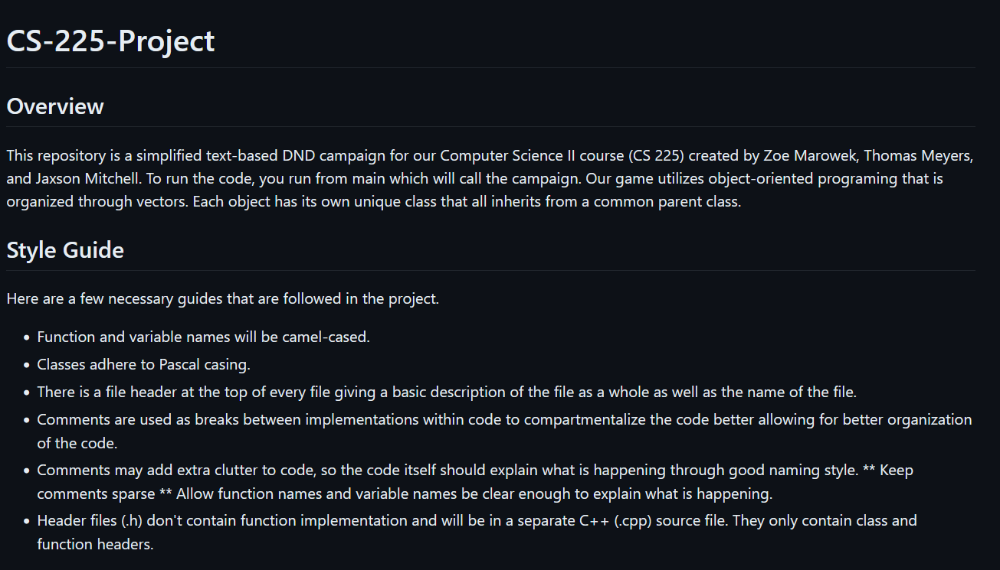 CS-225-Project
Overview
This repository is a simplified text-based DND campaign for our Computer Science II course (CS 225) created by Zoe Marowek, Thomas Meyers,
and Jaxson Mitchell. To run the code, you run from main which will call the campaign. Our game utilizes object-oriented programing that is
organized through vectors. Each object has its own unique class that all inherits from a common parent class.
Style Guide
Here are a few necessary guides that are followed in the project.
• Function and variable names will be camel-cased.
• Classes adhere to Pascal casing.
• There is a file header at the top of every file giving a basic description of the file as a whole as well as the name of the file.
• Comments are used as breaks between implementations within code to compartmentalize the code better allowing for better organization
of the code.
• Comments may add extra clutter to code, so the code itself should explain what is happening through good naming style. ** Keep
comments sparse ** Allow function names and variable names be clear enough to explain what is happening.
• Header files (.h) don't contain function implementation and will be in a separate C++ (.cpp) source file. They only contain class and
function headers.